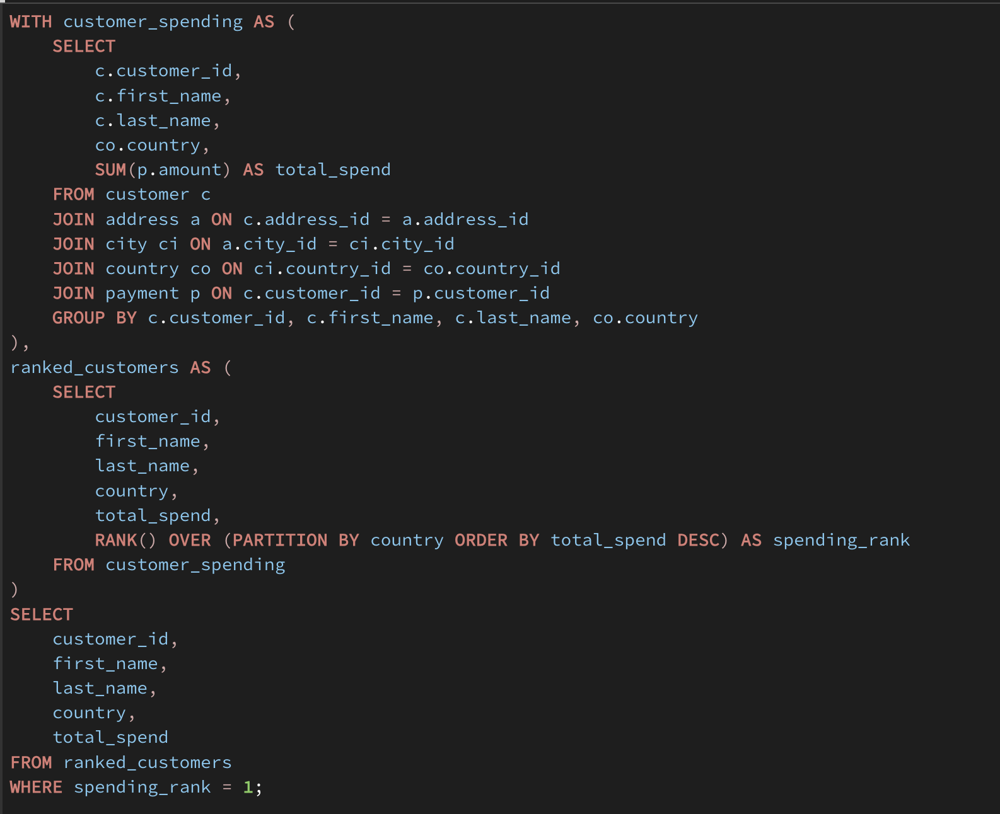 WITH customer_spending AS (
    SELECT
        c.customer_id,
        c.first_name,
        c.last_name,
        co.country,
        SUM(p.amount) AS total_spend
    FROM customer c
    JOIN address a ON c.address_id = a.address_id
    JOIN city ci ON a.city_id = ci.city_id
    JOIN country co ON ci.country_id = co.country_id
    JOIN payment p ON c.customer_id = p.customer_id
    GROUP BY c.customer_id, c.first_name, c.last_name, co.country
),
ranked_customers AS (
    SELECT
        customer_id,
        first_name,
        last_name,
        country,
        total_spend,
        RANK() OVER (PARTITION BY country ORDER BY total_spend DESC) AS spending_rank
    FROM customer_spending
)
SELECT
    customer_id,
    first_name,
    last_name,
    country,
    total_spend
FROM ranked_customers
WHERE spending_rank = 1;